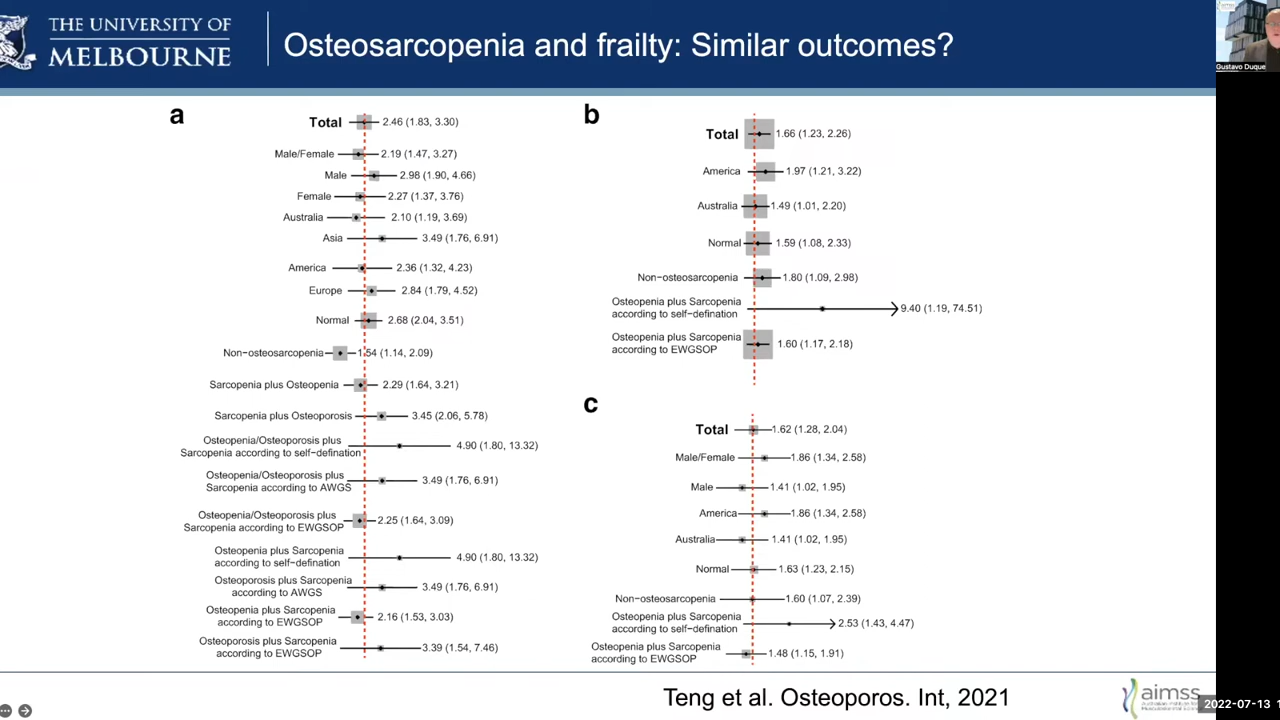 THE UNIVERSITY OF
MELBOURNE
Osteosarcopenia and frailty: Similar outcomes?
Gustavo Duque
a
Total 2.46 (1.83, 3.30)
Male/Female 2.19 (1.47, 3.27)
Male 2.98 (1.90, 4.66)
Female 2.27 (1.37, 3.76)
Australia 2.10 (1.19, 3.69)
Asia 3.49 (1.76, 6.91)
America 2.36 (1.32, 4.23)
Europe 2.84 (1.79, 4.52)
Normal 2.68 (2.04, 3.51)
Non-osteosarcopenia 1.54 (1.14, 2.09)
Sarcopenia plus Osteopenia 2.29 (1.64, 3.21)
Sarcopenia plus Osteoporosis 3.45 (2.06, 5.78)
Osteopenia/Osteoporosis plus
Sarcopenia according to self-defination 4.90 (1.80, 13.32)
Osteopenia/Osteoporosis plus
Sarcopenia according to AWGS 3.49 (1.76, 6.91)
Osteopenia/Osteoporosis plus
Sarcopenia according to EWGSOP 2.25 (1.64, 3.09)
Osteopenia plus Sarcopenia
according to self-defination 4.90 (1.80, 13.32)
Osteoporosis plus Sarcopenia
according to AWGS 3.49 (1.76, 6.91)
Osteopenia plus Sarcopenia
according to EWGSOP 2.16 (1.53, 3.03)
Osteoporosis plus Sarcopenia
according to EWGSOP 3.39 (1.54, 7.46)
b
Total 1.66 (1.23, 2.26)
America 1.97 (1.21, 3.22)
Australia 1.49 (1.01, 2.20)
Normal 1.59 (1.08, 2.33)
Non-osteosarcopenia 1.80 (1.09, 2.98)
Osteopenia plus Sarcopenia
according to self-defination 9.40 (1.19, 74.51)
Osteopenia plus Sarcopenia
according to EWGSOP 1.60 (1.17, 2.18)
c
Total 1.62 (1.28, 2.04)
Male/Female 1.86 (1.34, 2.58)
Male 1.41 (1.02, 1.95)
America 1.86 (1.34, 2.58)
Australia 1.41 (1.02, 1.95)
Normal 1.63 (1.23, 2.15)
Non-osteosarcopenia 1.60 (1.07, 2.39)
Osteopenia plus Sarcopenia
according to self-defination 2.53 (1.43, 4.47)
Osteopenia plus Sarcopenia
according to EWGSOP 1.48 (1.15, 1.91)
Teng et al. Osteoporos. Int, 2021
aimss
2022-07-13